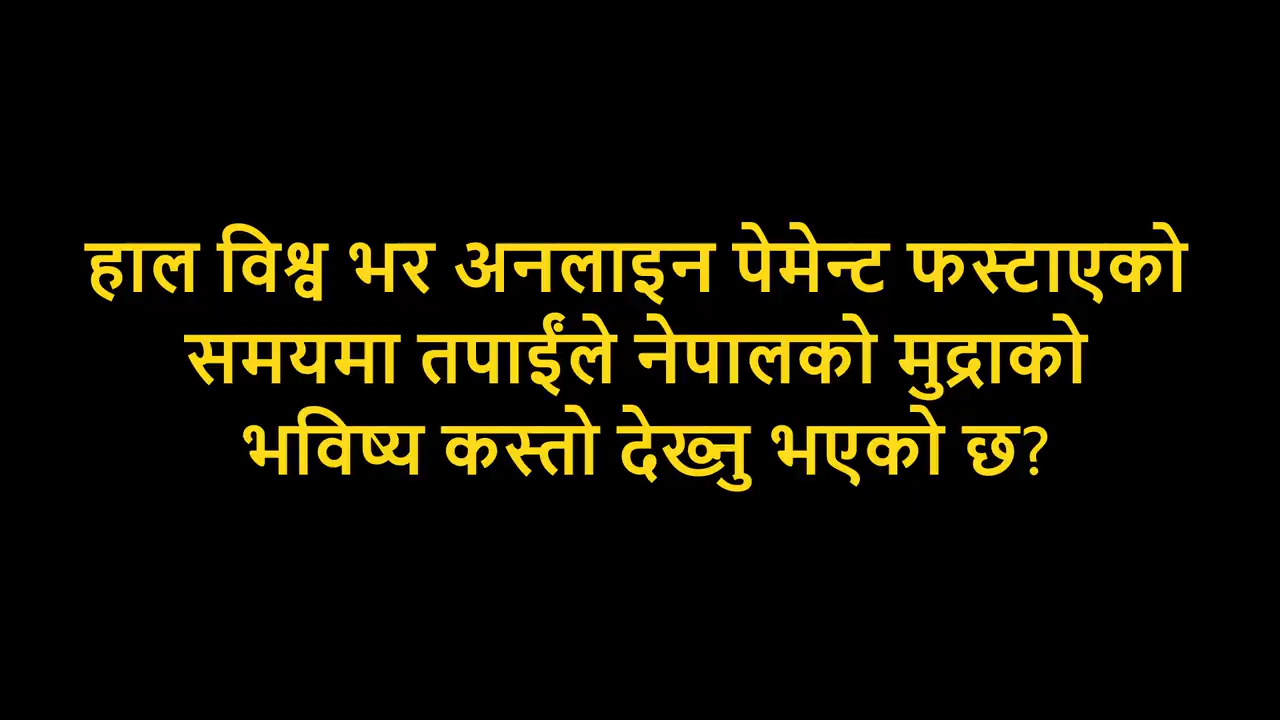 हाल विश्व भर अनलाइन पेमेन्ट फस्टाएको
समयमा तपाईंले नेपालको मुद्राको
भविष्य कस्तो देख्नु भएको छ?